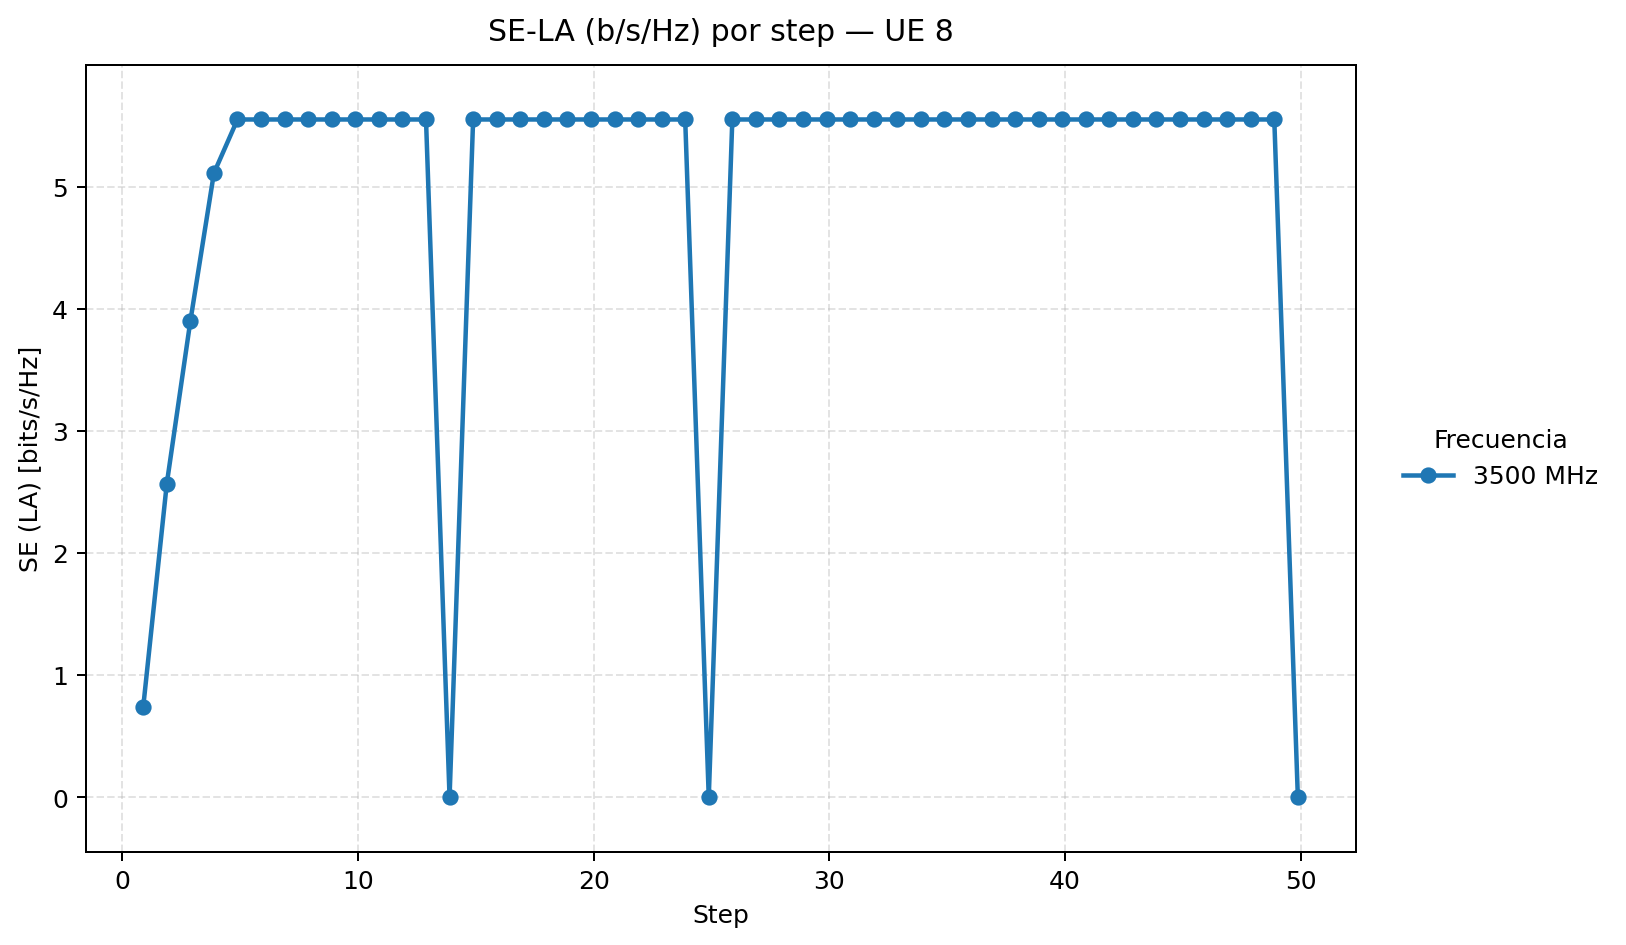 SE-LA (b/s/Hz) por step — UE 8
SE (LA) [bits/s/Hz]
5
4
3
2
1
0
0 10 20 30 40 50
Step
Frecuencia
3500 MHz